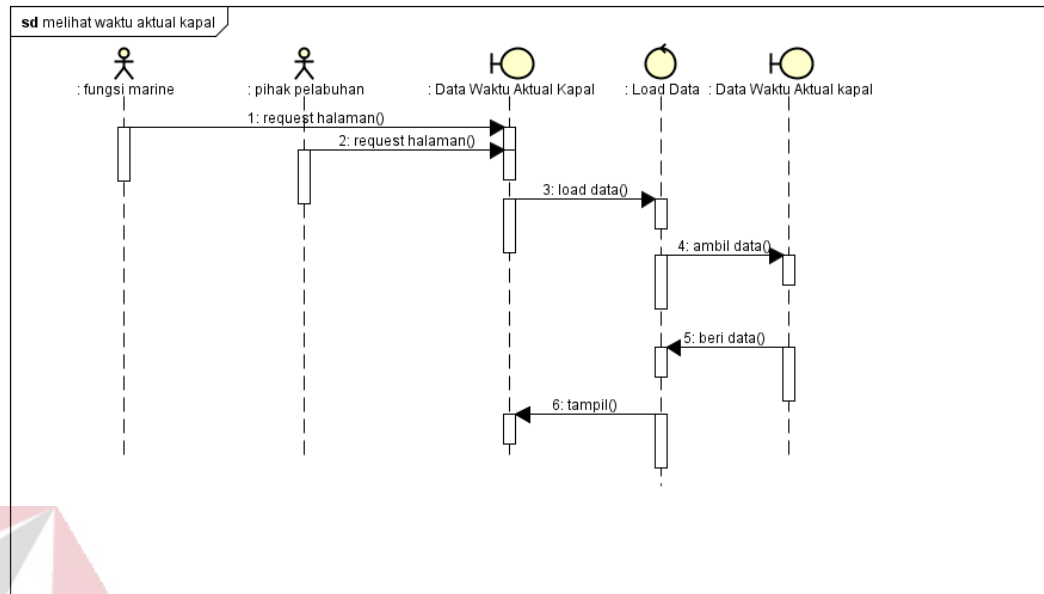 sd melihat waktu aktual kapal
: fungsi marine
: pihak pelabuhan
: Data Waktu Aktual Kapal
: Load Data
: Data Waktu Aktual kapal
1: request halaman()
2: request halaman()
3: load data()
4: ambil data()
5: beri data()
6: tampil()